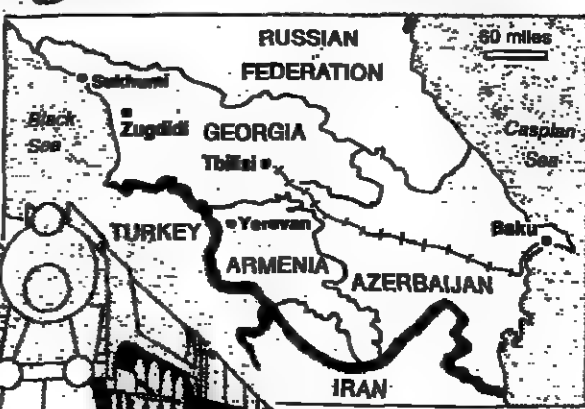 RUSSIAN
FEDERATION
60 miles
Sukhumi
Black
Sea
Zugdidi
GEORGIA
Caspian
Sea
Tbilisi
TURKEY
Yerevan
Baku
ARMENIA
AZERBAIJAN
IRAN